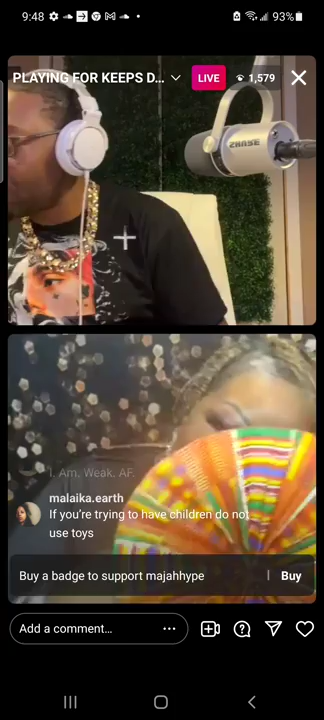 9:48
93%
PLAYING FOR KEEPS D...
LIVE
1,579
I. Am. Weak. AF.
malaika.earth
If you're trying to have children do not
use toys
Buy a badge to support majahhype
Buy
Add a comment...